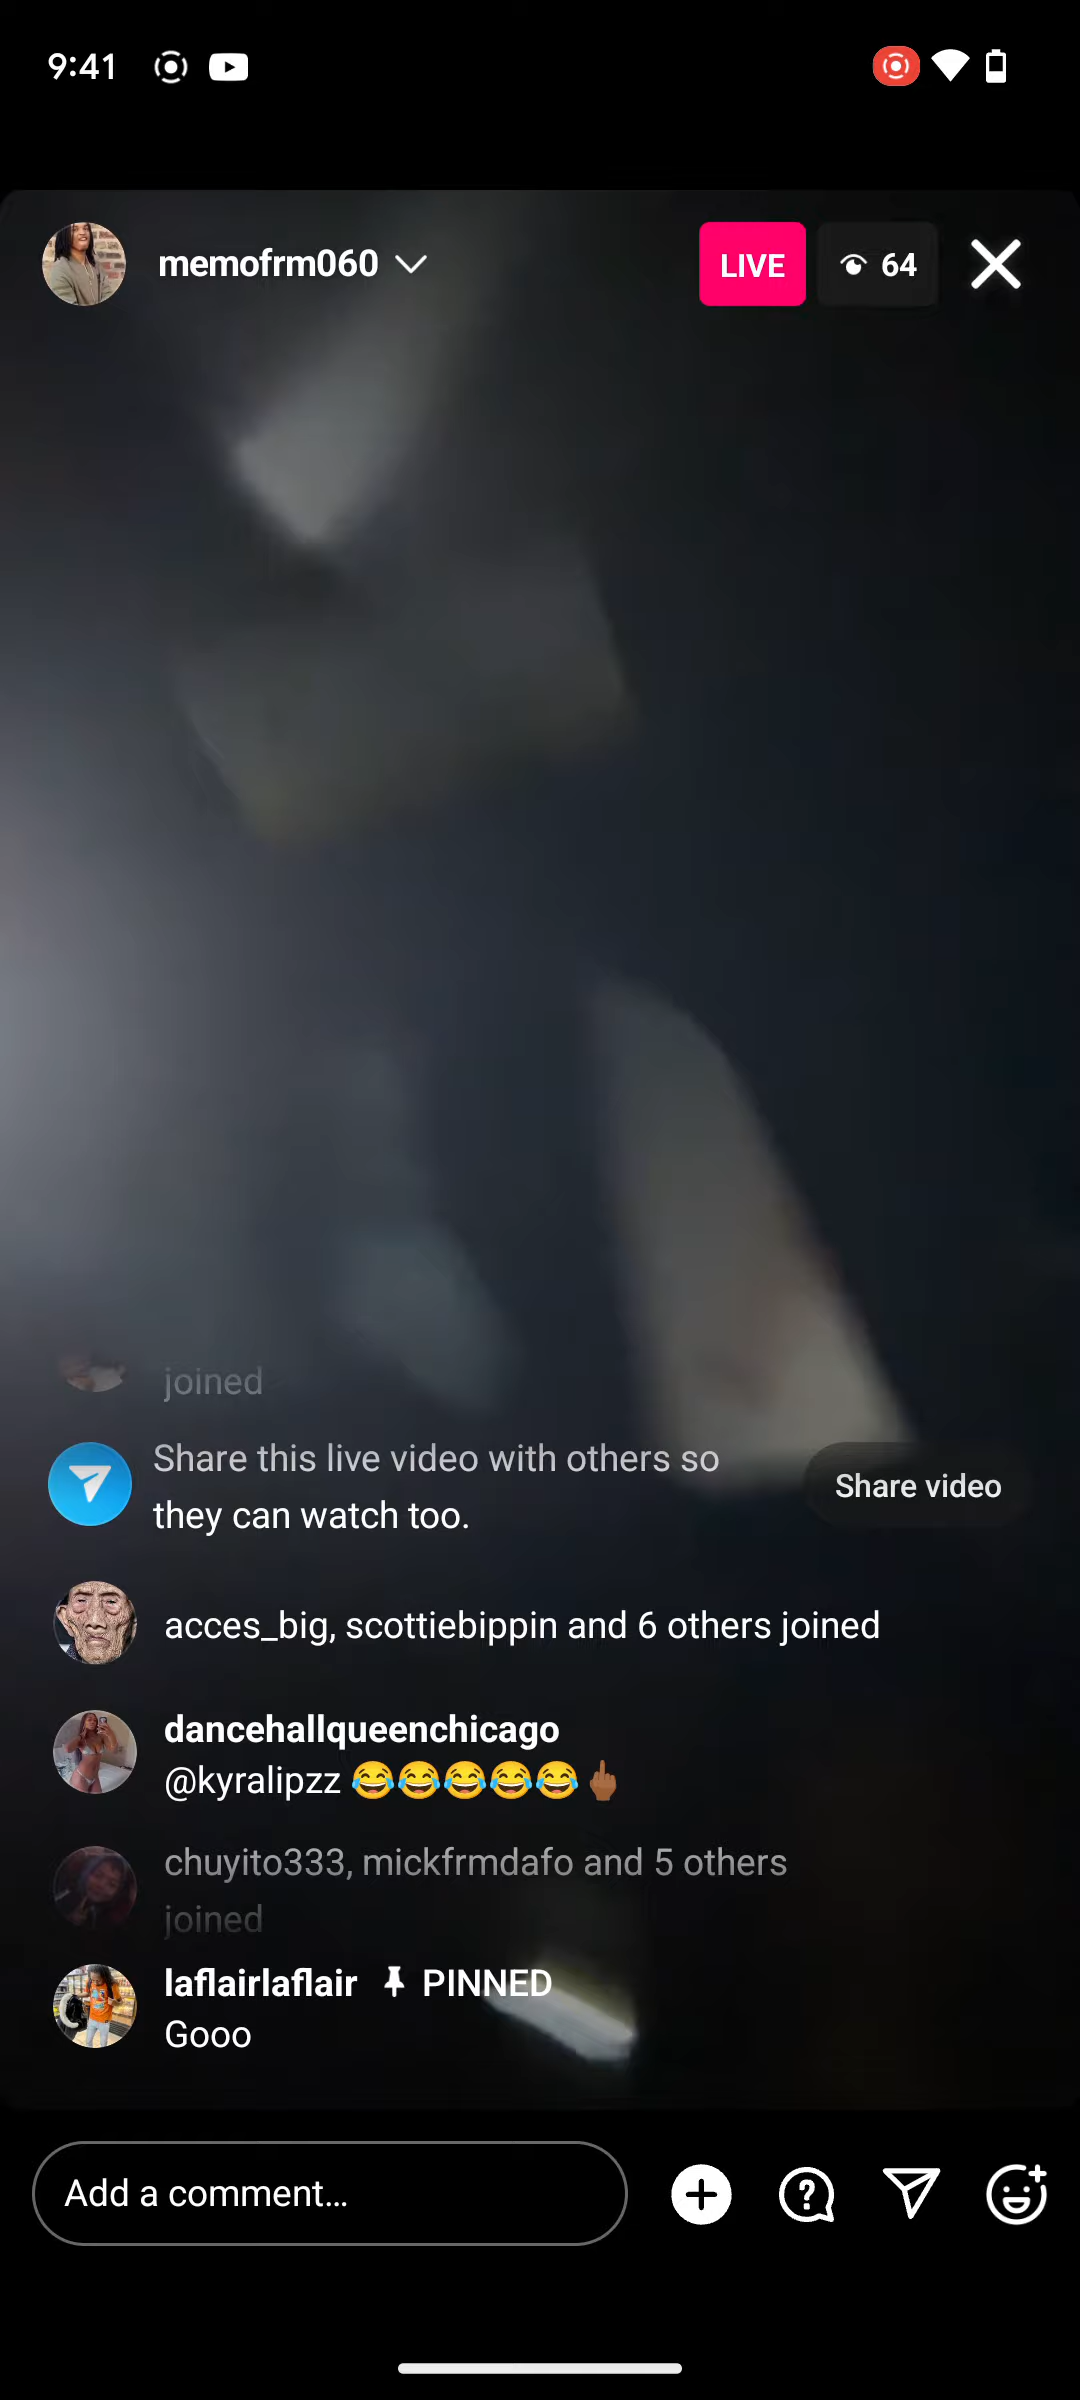 9:41
memofrm060
LIVE
64
joined
Share this live video with others so
they can watch too.
Share video
acces_big, scottiebippin and 6 others joined
dancehallqueenchicago
@kyralipzz 😂😂😂😂😂🖕🏾
chuyito333, mickfrmdafo and 5 others
joined
laflairlaflair PINNED
Gooo
Add a comment...